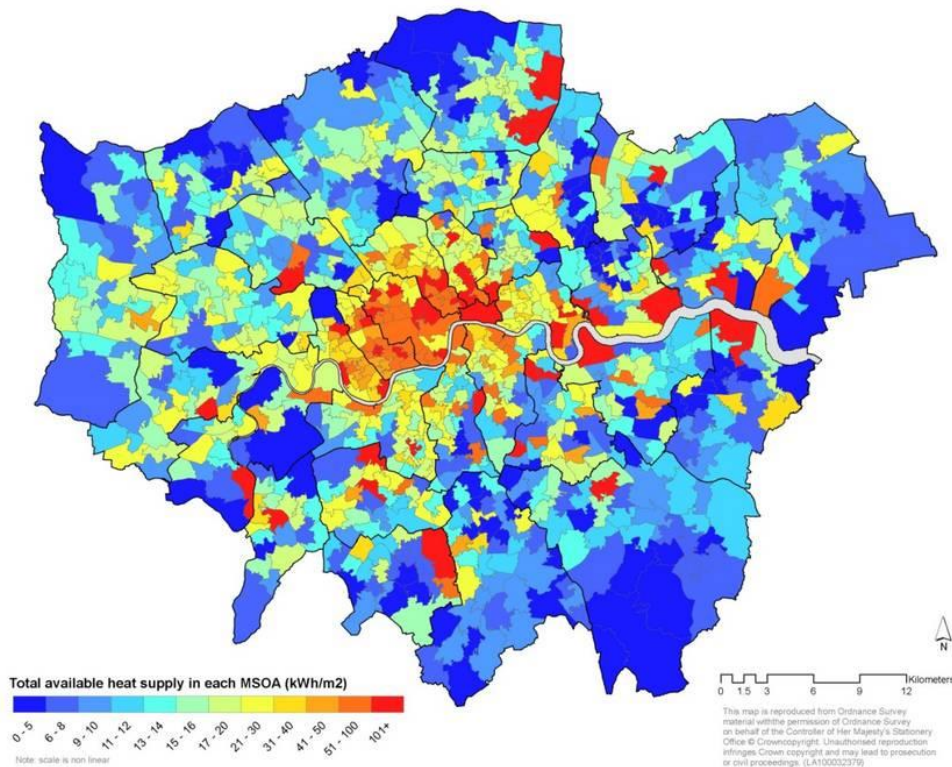 Total available heat supply in each MSOA (kWh/m2)
0 - 5
6 - 8
9 - 10
11 - 12
13 - 14
15 - 16
17 - 20
21 - 30
31 - 40
41 - 50
51 - 100
101+
Note: scale is non linear
N
0 1.5 3 6 9 12 Kilometers
This map is reproduced from Ordnance Survey
material withthe permission of Ordnance Survey
on behalf of the Controller of Her Majesty's Stationery
Office © Crowncopyright. Unauthorised reproduction
infringes Crown copyright and may lead to prosecution
or civil proceedings. (LA100032379)